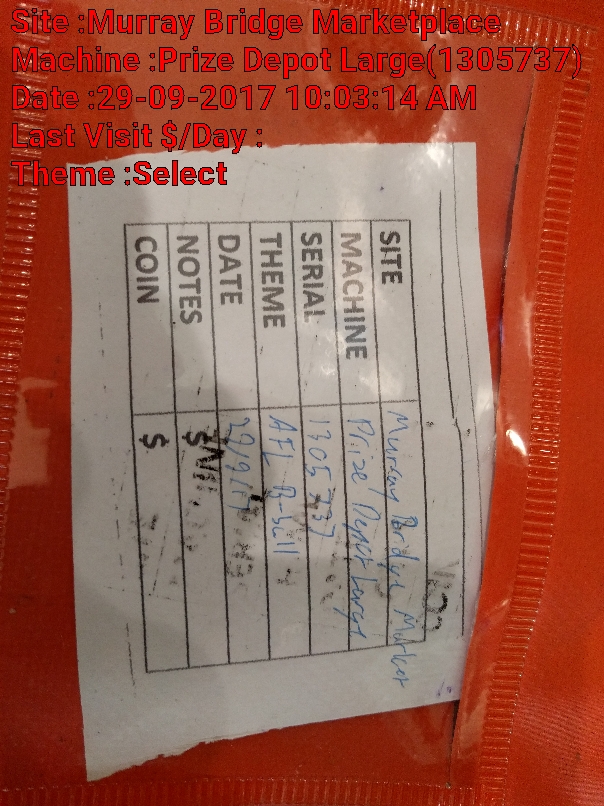 Site :Murray Bridge Marketplace
Machine :Prize Depot Large(1305737)
Date :29-09-2017 10:03:14 AM
Last Visit $/Day :
Theme :Select
SITE Murray Bridge Market
MACHINE Prize Depot Large
SERIAL 1305737
THEME AFL
DATE 29/9/17
NOTES $
COIN $